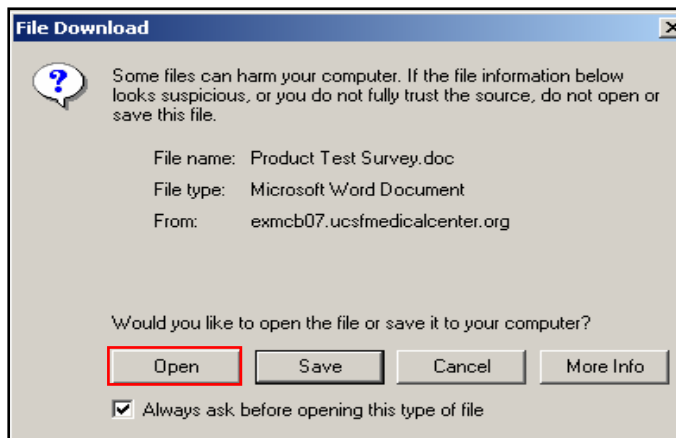 File Download
Some files can harm your computer. If the file information below
looks suspicious, or you do not fully trust the source, do not open or
save this file.
File name: Product Test Survey.doc
File type: Microsoft Word Document
From: exmcb07.ucsfmedicalcenter.org
Would you like to open the file or save it to your computer?
Open Save Cancel More Info
Always ask before opening this type of file